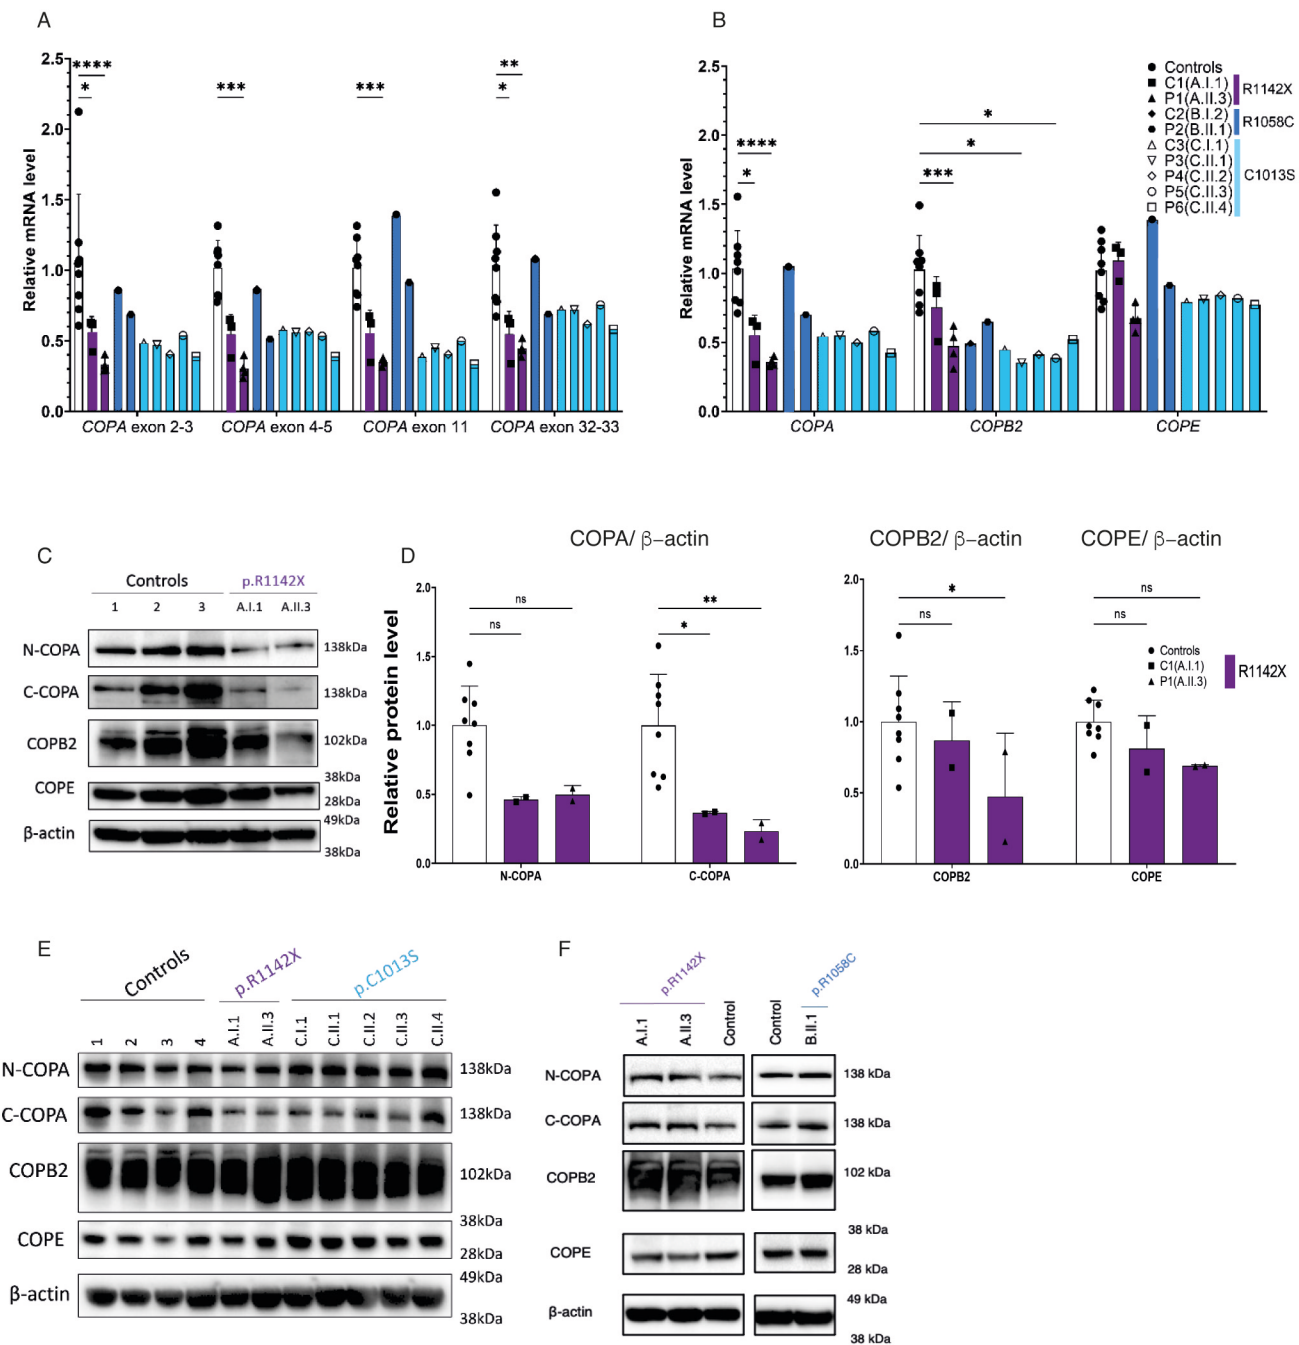 A
B
Relative mRNA level
2.5
2.0
1.5
1.0
0.5
0.0
****
*
***
***
**
*
COPA exon 2-3
COPA exon 4-5
COPA exon 11
COPA exon 32-33
Relative mRNA level
2.5
2.0
1.5
1.0
0.5
0.0
****
*
***
*
*
COPA
COPB2
COPE
Controls
C1(A.I.1)
P1(A.II.3)
R1142X
C2(B.I.2)
P2(B.II.1)
R1058C
C3(C.I.1)
P3(C.II.1)
P4(C.II.2)
P5(C.II.3)
P6(C.II.4)
C1013S
C
Controls
p.R1142X
1 2 3 A.I.1 A.II.3
N-COPA 138kDa
C-COPA 138kDa
COPB2 102kDa
COPE 38kDa
28kDa
β-actin 49kDa
38kDa
D
COPA/ β−actin
COPB2/ β−actin
COPE/ β−actin
Relative protein level
2.0
1.5
1.0
0.5
0.0
ns
ns
**
*
N-COPA
C-COPA
2.0
1.5
1.0
0.5
0.0
*
ns
ns
ns
COPB2
COPE
Controls
C1(A.I.1)
P1(A.II.3)
R1142X
E
Controls
p.R1142X
p.C1013S
1 2 3 4 A.I.1 A.II.3 C.I.1 C.II.1 C.II.2 C.II.3 C.II.4
N-COPA 138kDa
C-COPA 138kDa
COPB2 102kDa
COPE 38kDa
28kDa
β-actin 49kDa
38kDa
F
p.R1142X
p.R1058C
A.I.1 A.II.3 Control Control B.II.1
N-COPA 138 kDa
C-COPA 138 kDa
COPB2 102 kDa
COPE 38 kDa
28 kDa
β-actin 49 kDa
38 kDa